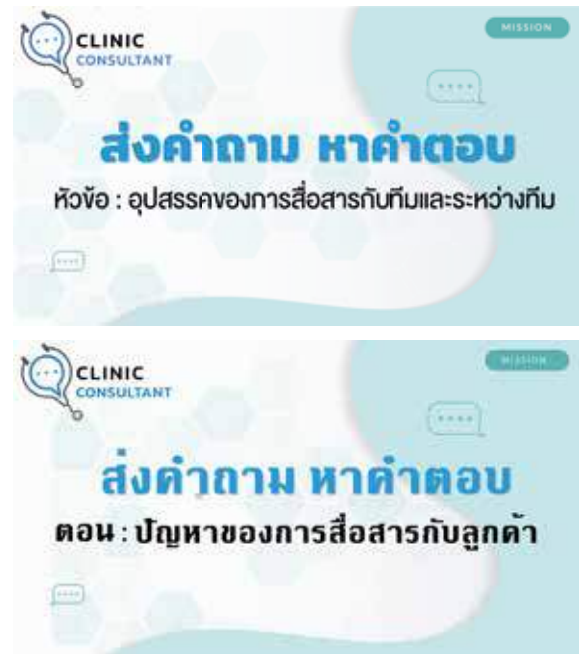 CLINIC
CONSULTANT
MISSION
ส่งคำถาม หาคำตอบ
หัวข้อ : อุปสรรคของการสื่อสารกับทีมและระหว่างทีม
CLINIC
CONSULTANT
MISSION
ส่งคำถาม หาคำตอบ
ตอน : ปัญหาของการสื่อสารกับลูกค้า